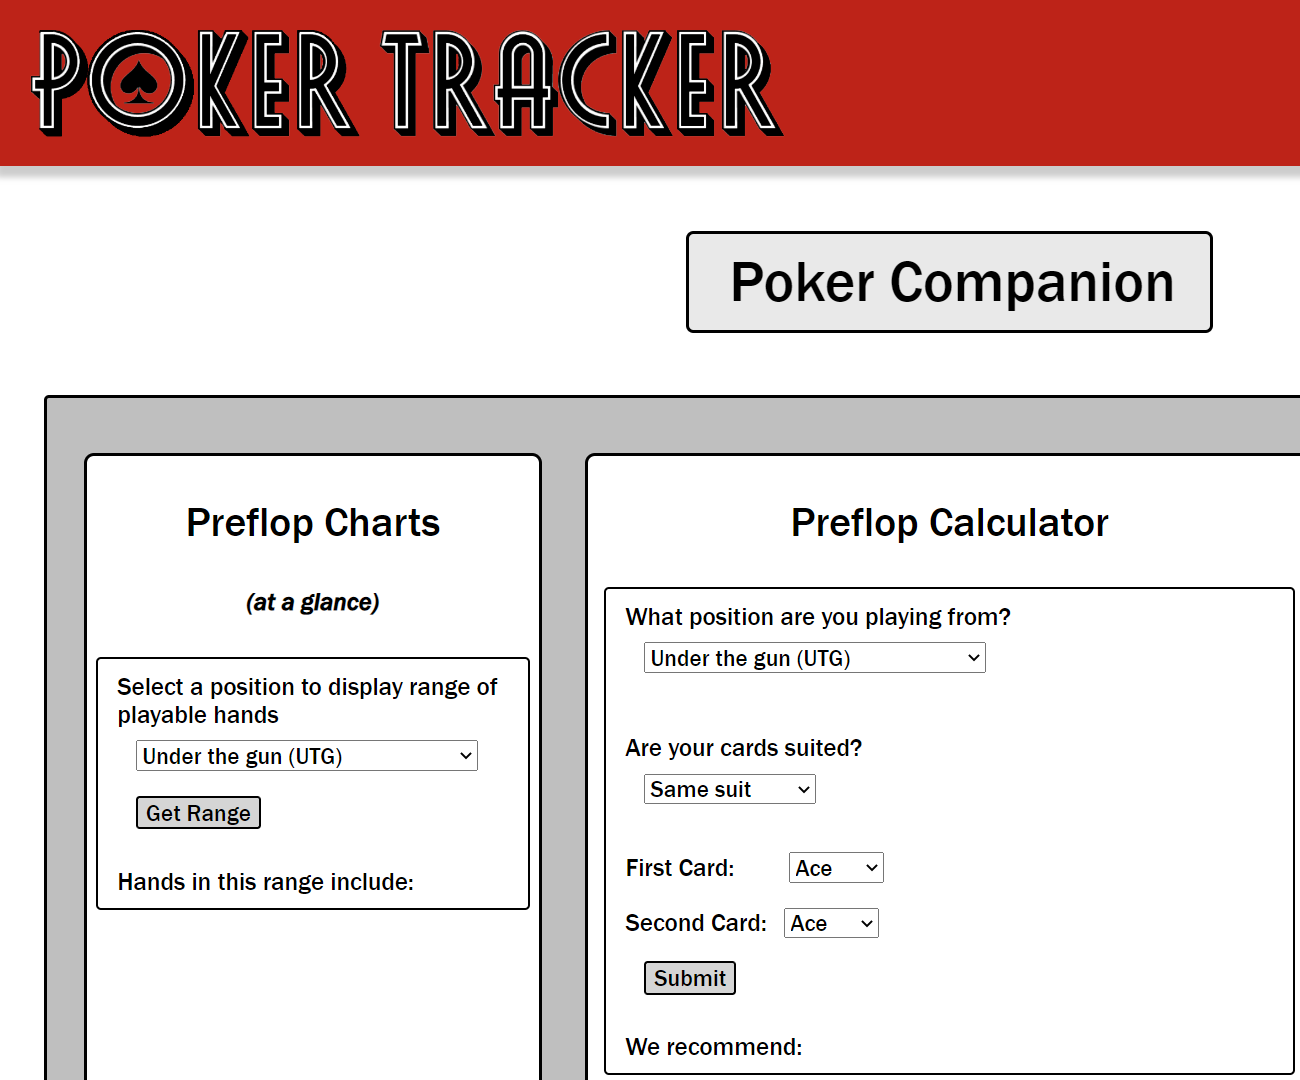 POKER TRACKER
Poker Companion
Preflop Charts
(at a glance)
Select a position to display range of
playable hands
Under the gun (UTG)
Get Range
Hands in this range include:
Preflop Calculator
What position are you playing from?
Under the gun (UTG)
Are your cards suited?
Same suit
First Card: Ace
Second Card: Ace
Submit
We recommend: